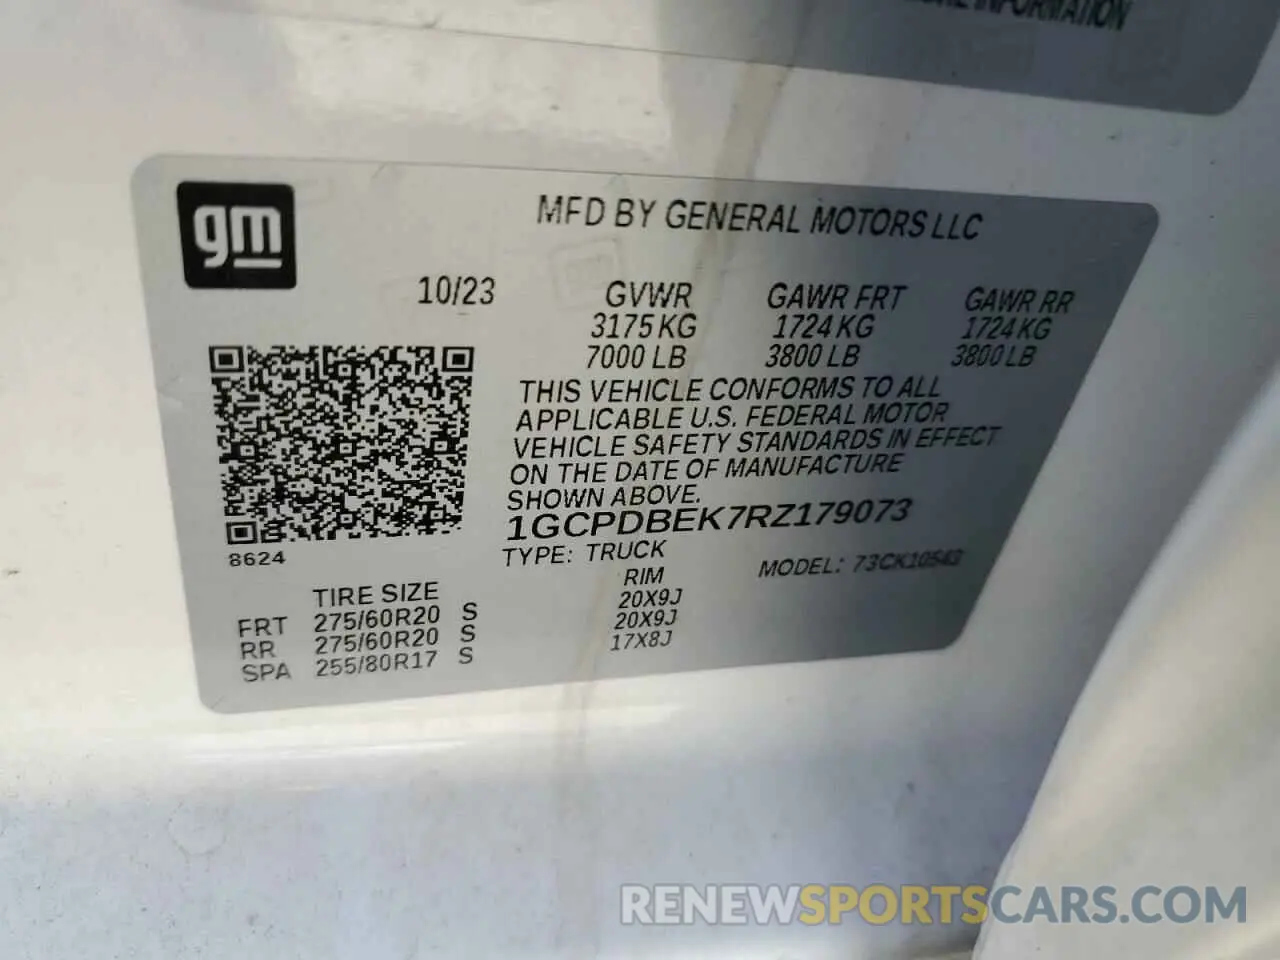 INFORMATION
gm
MFD BY GENERAL MOTORS LLC
10/23 GVWR GAWR FRT GAWR RR
3175 KG 1724 KG 1724 KG
7000 LB 3800 LB 3800 LB
THIS VEHICLE CONFORMS TO ALL
APPLICABLE U.S. FEDERAL MOTOR
VEHICLE SAFETY STANDARDS IN EFFECT
ON THE DATE OF MANUFACTURE
SHOWN ABOVE.
1GCPDBEK7RZ179073
8624
TYPE: TRUCK MODEL: 73CK10543
TIRE SIZE RIM
FRT 275/60R20 S 20X9J
RR 275/60R20 S 20X9J
SPA 255/80R17 S 17X8J
RENEWSPORTSCARS.COM